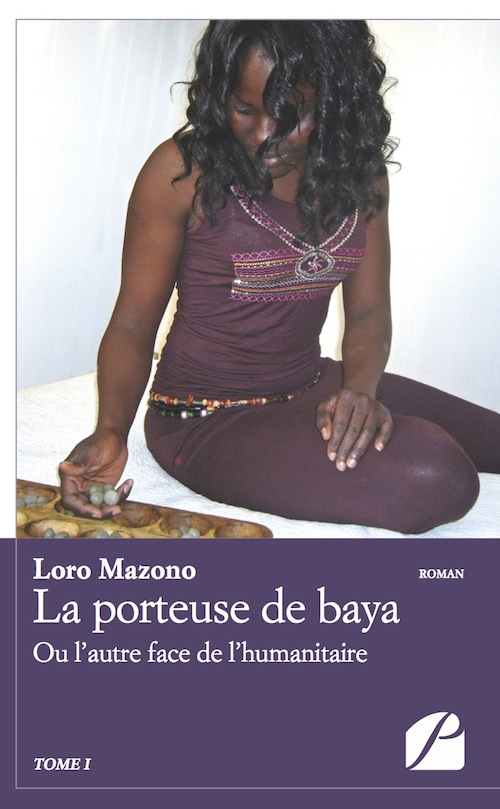 Loro Mazono
ROMAN
La porteuse de baya
Ou l'autre face de l'humanitaire
TOME I